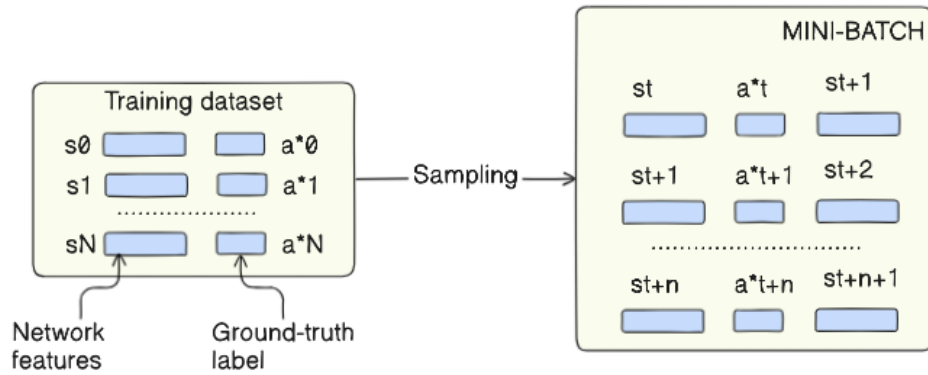 Training dataset
s0 a*0
s1 a*1
sN a*N
Network
features
Ground-truth
label
Sampling
MINI-BATCH
st a*t st+1
st+1 a*t+1 st+2
st+n a*t+n st+n+1